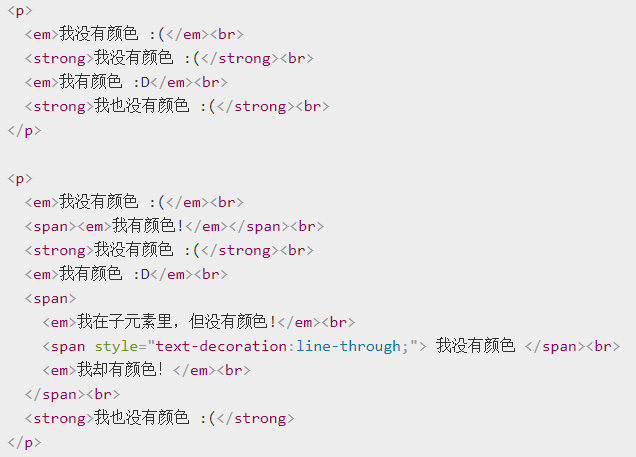 <p>
  <em>我没有颜色 :(</em><br>
  <strong>我没有颜色 :(</strong><br>
  <em>我有颜色 :D</em><br>
  <strong>我也没有颜色 :(</strong><br>
</p>

<p>
  <em>我没有颜色 :(</em><br>
  <span><em>我有颜色!</em></span><br>
  <strong>我没有颜色 :(</strong><br>
  <em>我有颜色 :D</em><br>
  <span>
    <em>我在子元素里，但没有颜色!</em><br>
    <span style="text-decoration:line-through;"> 我没有颜色 </span><br>
    <em>我却有颜色! </em><br>
  </span><br>
  <strong>我也没有颜色 :(</strong>
</p>